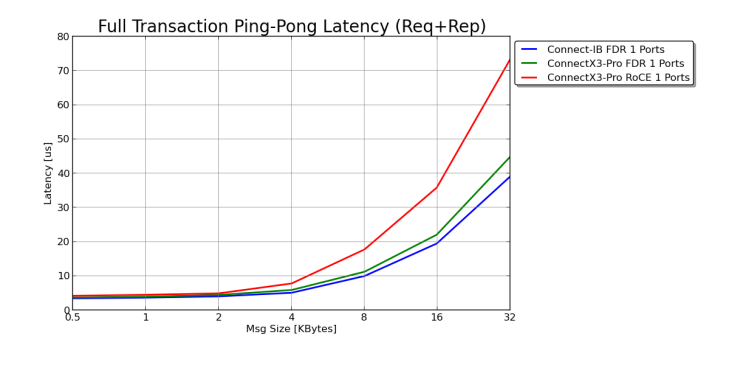 Full Transaction Ping-Pong Latency (Req+Rep)
80
70
60
50
40
30
20
10
0
Latency [us]
0.5 1 2 4 8 16 32
Msg Size [KBytes]
Connect-IB FDR 1 Ports
ConnectX3-Pro FDR 1 Ports
ConnectX3-Pro RoCE 1 Ports